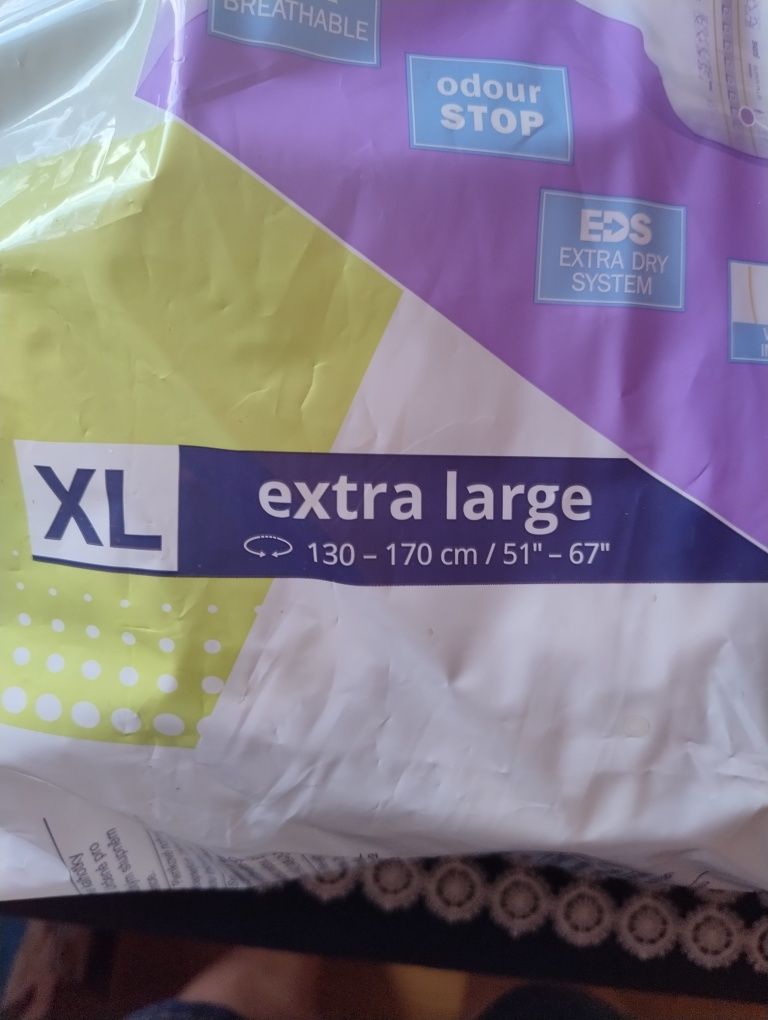 BREATHABLE
odour
STOP
EDS
EXTRA DRY
SYSTEM
XL
extra large
130 – 170 cm / 51" – 67"